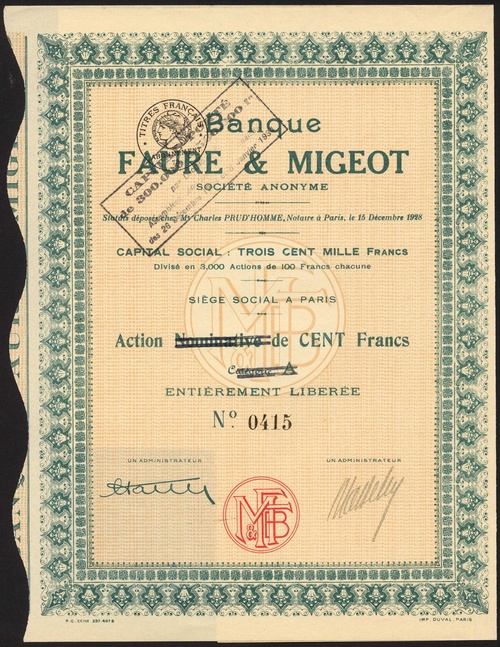 Banque
FAURE & MIGEOT
SOCIÉTÉ ANONYME
Statuts déposés chez Me Charles PRUD'HOMME, Notaire à Paris, le 15 Décembre 1928
CAPITAL SOCIAL : TROIS CENT MILLE FRANCS
Divisé en 3,000 Actions de 100 Francs chacune
SIÈGE SOCIAL A PARIS
Action Nominative de CENT Francs
Catégorie A
ENTIÈREMENT LIBERÉE
No. 0415
UN ADMINISTRATEUR
UN ADMINISTRATEUR
MF&B
IMP. DUVAL, PARIS
TITRES FRANÇAIS